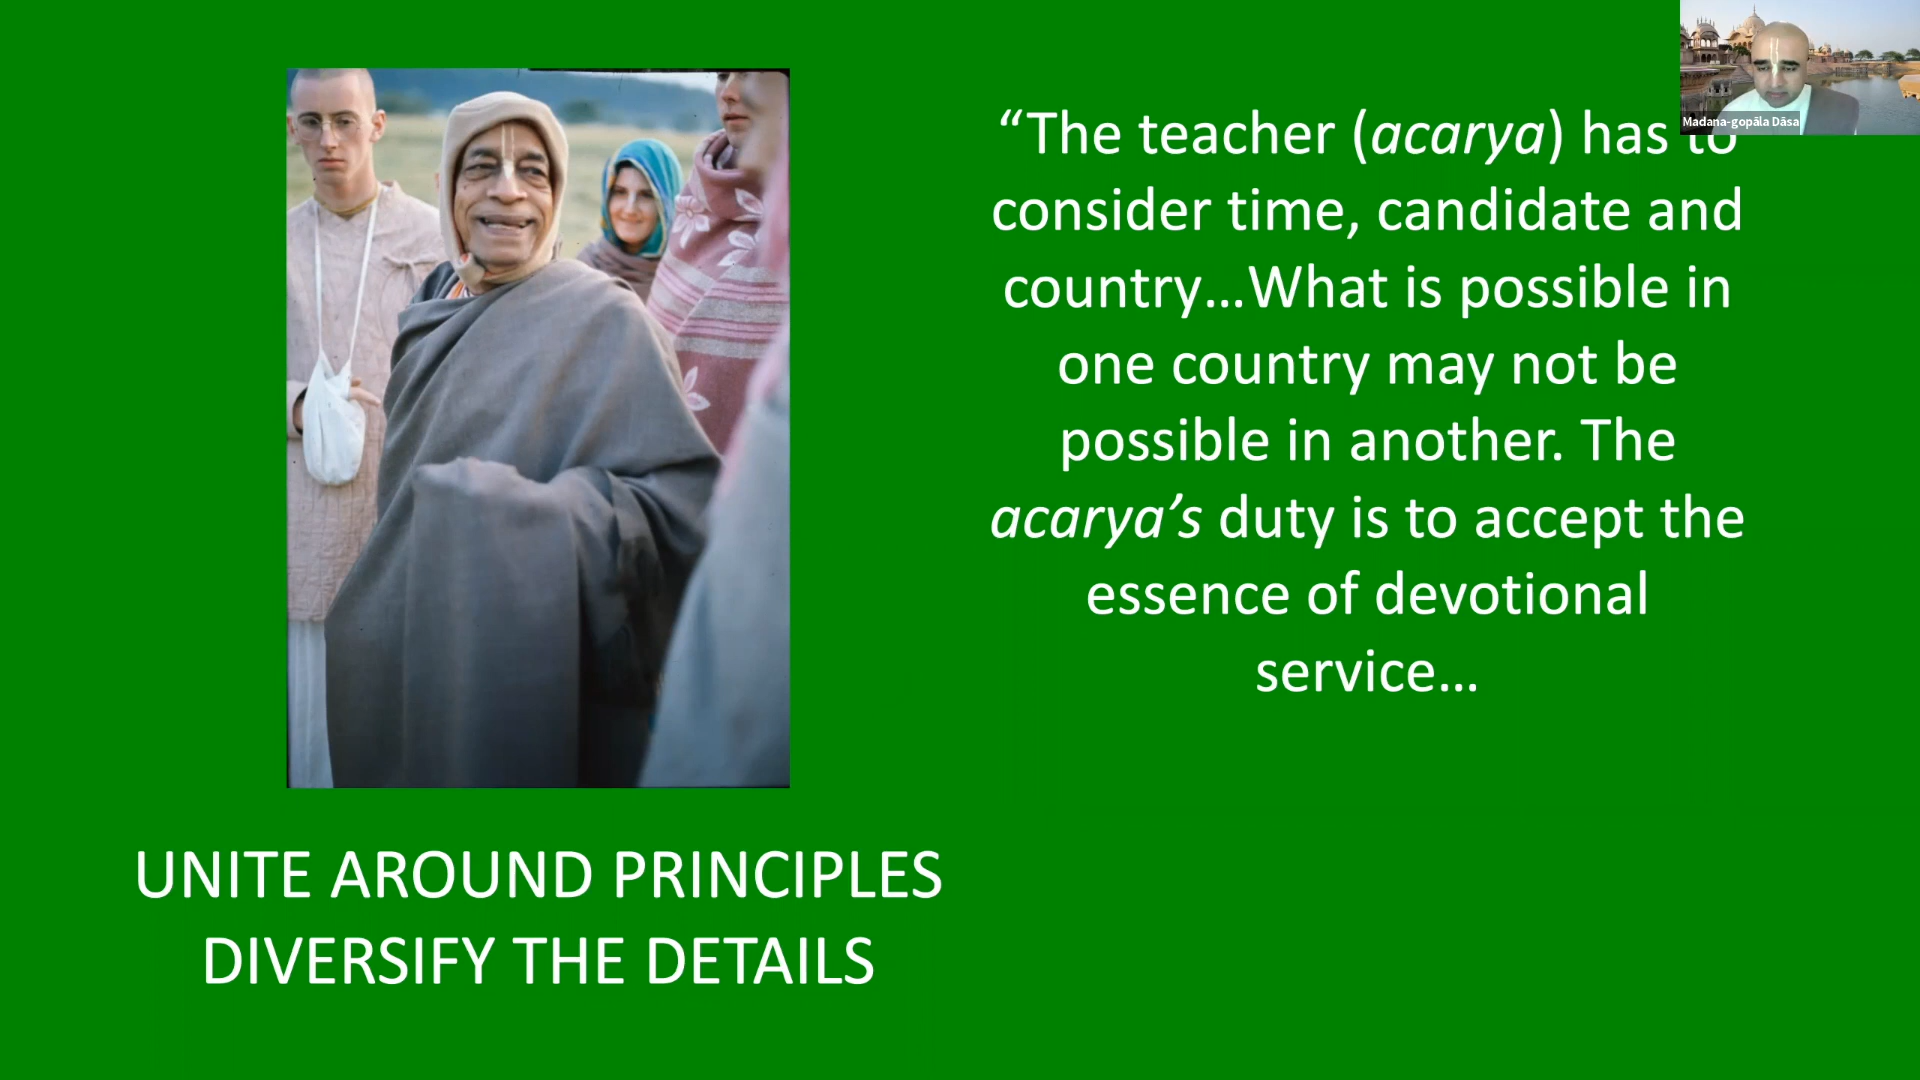 Madana-gopāla Dāsa
“The teacher (acarya) has to
consider time, candidate and
country...What is possible in
one country may not be
possible in another. The
acarya’s duty is to accept the
essence of devotional
service...
UNITE AROUND PRINCIPLES
DIVERSIFY THE DETAILS